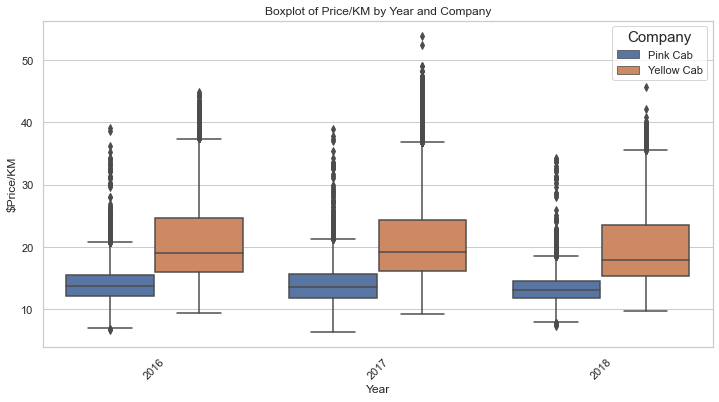 Boxplot of Price/KM by Year and Company
Company
Pink Cab
Yellow Cab
$Price/KM
50
40
30
20
10
2016
2017
2018
Year